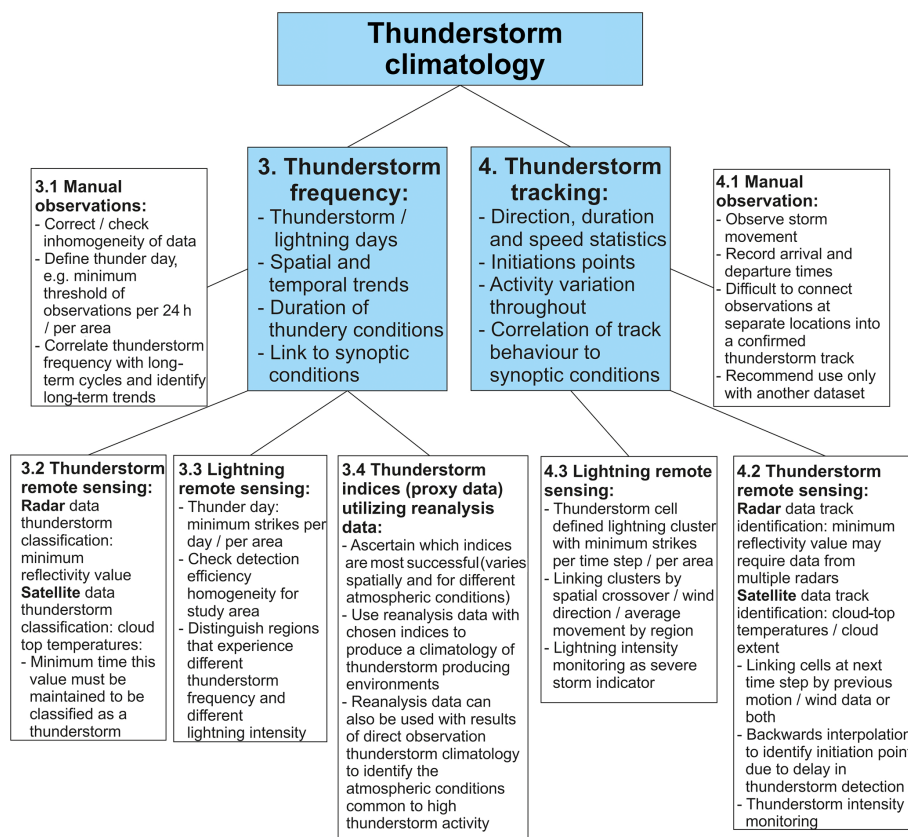 Thunderstorm
climatology
3. Thunderstorm
frequency:
- Thunderstorm /
lightning days
- Spatial and
temporal trends
- Duration of
thundery conditions
- Link to synoptic
conditions
4. Thunderstorm
tracking:
- Direction, duration
and speed statistics
- Initiations points
- Activity variation
throughout
- Correlation of track
behaviour to
synoptic conditions
3.1 Manual
observations:
- Correct / check
inhomogeneity of data
- Define thunder day,
e.g. minimum
threshold of
observations per 24 h
/ per area
- Correlate thunderstorm
frequency with long-
term cycles and identify
long-term trends
4.1 Manual
observation:
- Observe storm
movement
- Record arrival and
departure times
- Difficult to connect
observations at
separate locations into
a confirmed
thunderstorm track
- Recommend use only
with another dataset
3.2 Thunderstorm
remote sensing:
Radar data
thunderstorm
classification:
minimum
reflectivity value
Satellite data
thunderstorm
classification: cloud
top temperatures:
- Minimum time this
value must be
maintained to be
classified as a
thunderstorm
3.3 Lightning
remote sensing:
- Thunder day:
minimum strikes per
day / per area
- Check detection
efficiency
homogeneity for
study area
- Distinguish regions
that experience
different
thunderstorm
frequency and
different
lightning intensity
3.4 Thunderstorm
indices (proxy data)
utilizing reanalysis
data:
- Ascertain which indices
are most successful(varies
spatially and for different
atmospheric conditions)
- Use reanalysis data with
chosen indices to
produce a climatology of
thunderstorm producing
environments
- Reanalysis data can
also be used with results
of direct observation
thunderstorm climatology
to identify the
atmospheric conditions
common to high
thunderstorm activity
4.3 Lightning remote
sensing:
- Thunderstorm cell
defined lightning cluster
with minimum strikes
per time step / per area
- Linking clusters by
spatial crossover / wind
direction / average
movement by region
- Lightning intensity
monitoring as severe
storm indicator
4.2 Thunderstorm
remote sensing:
Radar data track
identification: minimum
reflectivity value may
require data from
multiple radars
Satellite data track
identification: cloud-top
temperatures / cloud
extent
- Linking cells at next
time step by previous
motion / wind data or
both
- Backwards interpolation
to identify initiation point
due to delay in
thunderstorm detection
- Thunderstorm intensity
monitoring